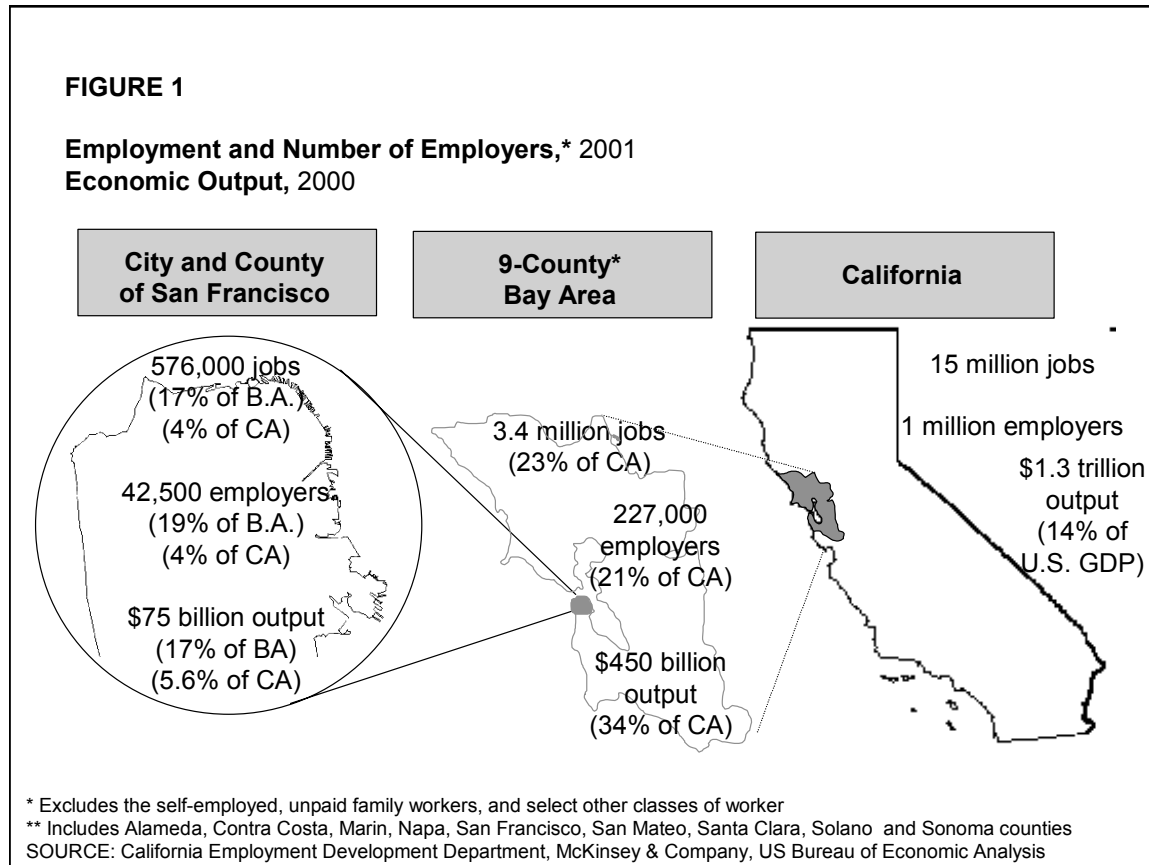 FIGURE 1
Employment and Number of Employers,* 2001
Economic Output, 2000
City and County
of San Francisco
576,000 jobs
(17% of B.A.)
(4% of CA)
42,500 employers
(19% of B.A.)
(4% of CA)
$75 billion output
(17% of BA)
(5.6% of CA)
9-County*
Bay Area
3.4 million jobs
(23% of CA)
227,000
employers
(21% of CA)
$450 billion
output
(34% of CA)
California
15 million jobs
1 million employers
$1.3 trillion
output
(14% of
U.S. GDP)
* Excludes the self-employed, unpaid family workers, and select other classes of worker
** Includes Alameda, Contra Costa, Marin, Napa, San Francisco, San Mateo, Santa Clara, Solano and Sonoma counties
SOURCE: California Employment Development Department, McKinsey & Company, US Bureau of Economic Analysis